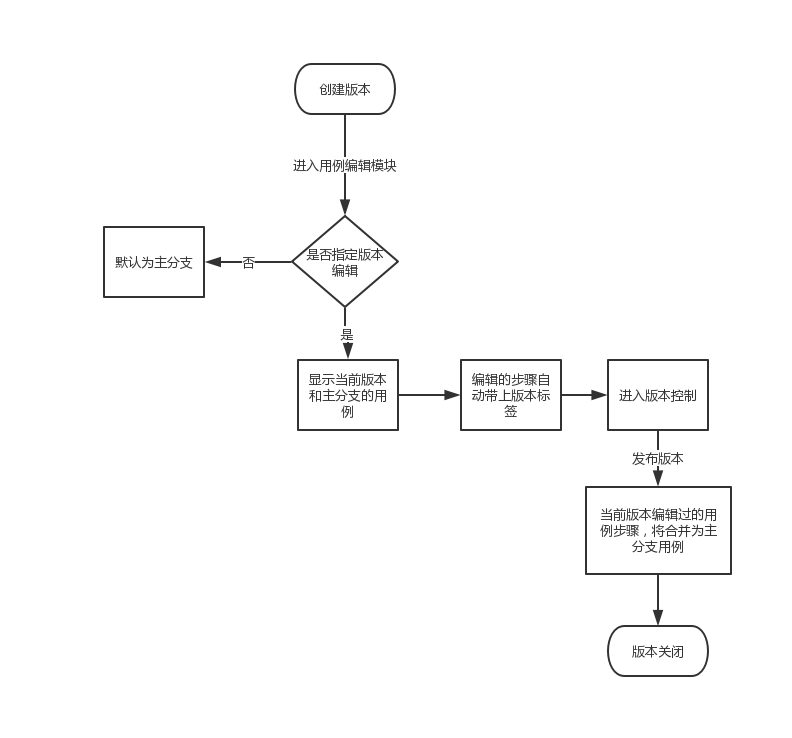 创建版本
进入用例编辑模块
是否指定版本
编辑
否
默认为主分支
是
显示当前版本
和主分支的用
例
编辑的步骤自
动带上版本标
签
进入版本控制
发布版本
当前版本编辑过的用
例步骤，将合并为主
分支用例
版本关闭